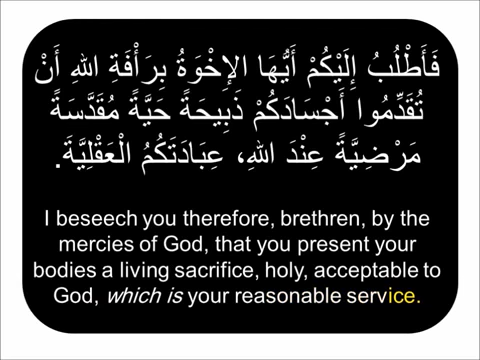 فَأَطْلُبُ إِلَيْكُمْ أَيُّهَا الإِخْوَةُ بِرَأْفَةِ اللهِ أَنْ
تُقَدِّمُوا أَجْسَادَكُمْ ذَبِيحَةً حَيَّةً مُقَدَّسَةً
مَرْضِيَّةً عِنْدَ اللهِ، عِبَادَتَكُمُ الْعَقْلِيَّةَ.
I beseech you therefore, brethren, by the
mercies of God, that you present your
bodies a living sacrifice, holy, acceptable to
God, which is your reasonable service.